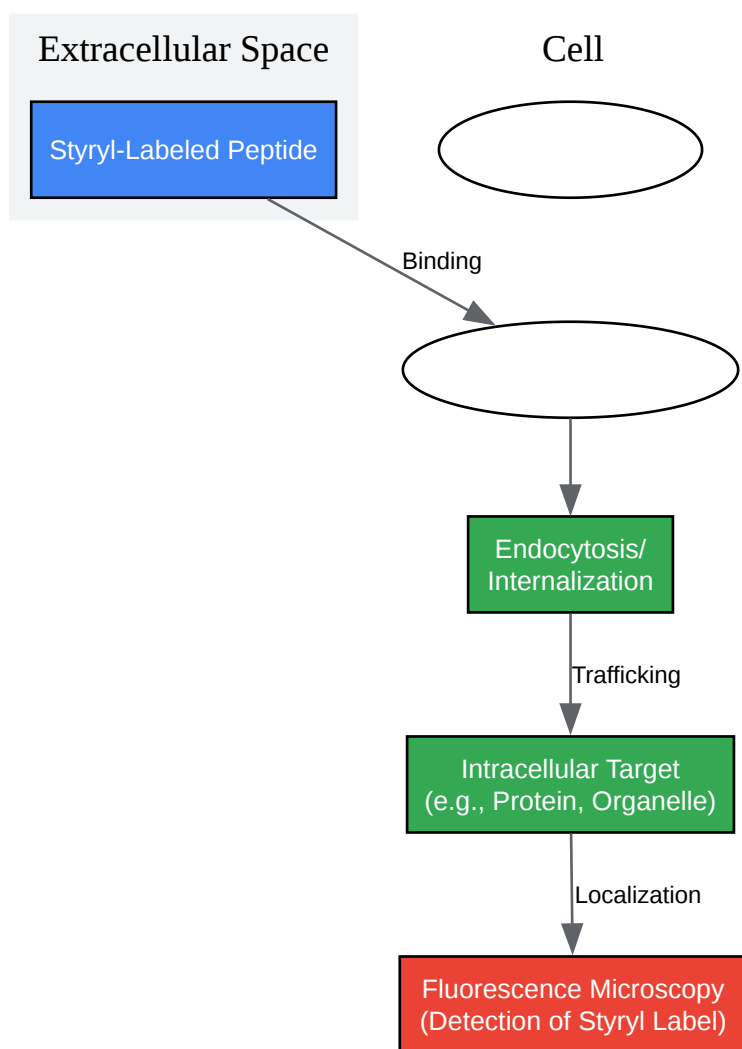 Extracellular Space
Cell
Styryl-Labeled Peptide
Binding
Endocytosis/
Internalization
Trafficking
Intracellular Target
(e.g., Protein, Organelle)
Localization
Fluorescence Microscopy
(Detection of Styryl Label)